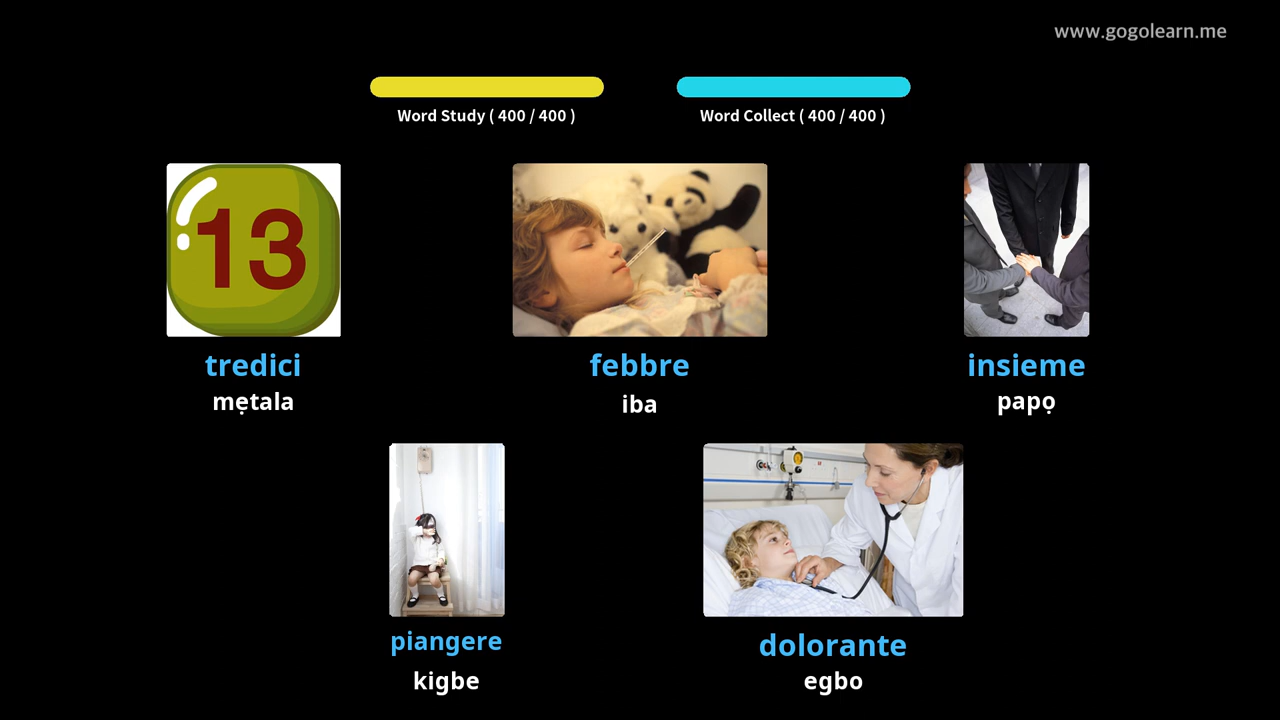 www.gogolearn.me
Word Study ( 400 / 400 )
Word Collect ( 400 / 400 )
13
tredici
mẹtala
febbre
iba
insieme
papọ
piangere
kigbe
dolorante
egbo